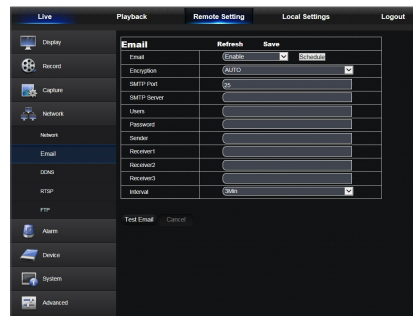 Live Playback Remote Setting Local Settings Logout
Display
Record
Capture
Network
Network
Email
DDNS
RTSP
FTP
Alarm
Device
System
Advanced
Email Refresh Save
Email Enable Schedule
Encryption AUTO
SMTP Port 25
SMTP Server
Users
Password
Sender
Receiver1
Receiver2
Receiver3
Interval 3Min
Test Email Cancel